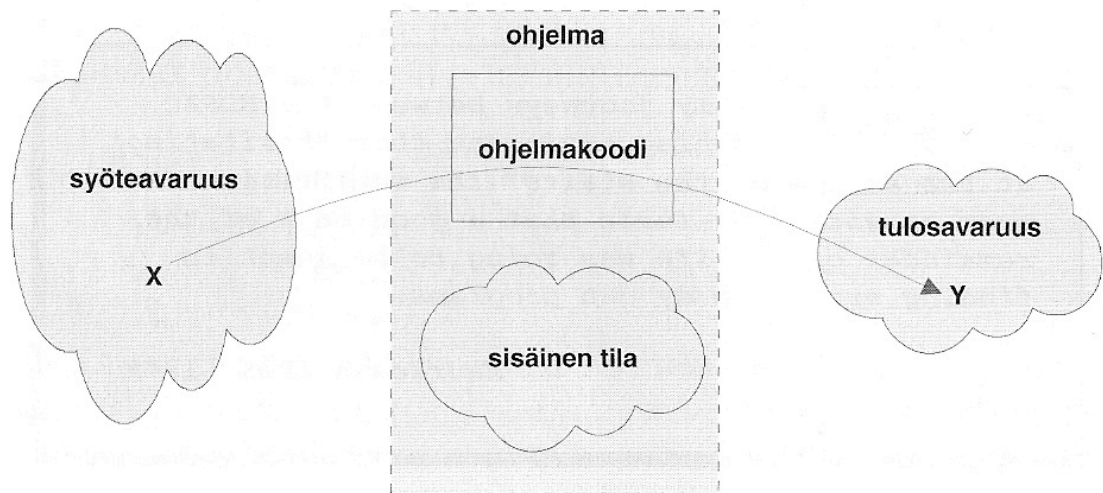 ohjelma
ohjelmakoodi
syöteavaruus
X
sisäinen tila
tulosavaruus
Y